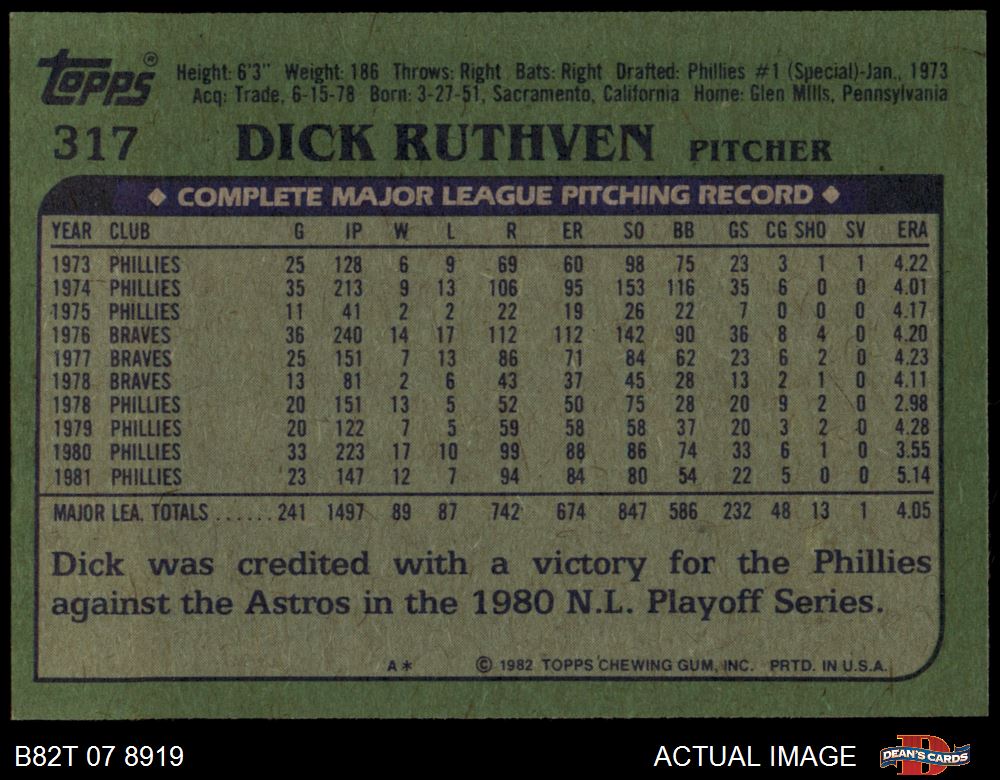 topps® Height: 6'3" Weight: 186 Throws: Right Bats: Right Drafted: Phillies #1 (Special)-Jan., 1973
Acq: Trade, 6-15-78 Born: 3-27-51, Sacramento, California Home: Glen Mills, Pennsylvania
317 DICK RUTHVEN PITCHER
◆ COMPLETE MAJOR LEAGUE PITCHING RECORD ◆
YEAR CLUB G IP W L R ER SO BB GS CG SHO SV ERA
1973 PHILLIES 25 128 6 9 69 60 98 75 23 3 1 1 4.22
1974 PHILLIES 35 213 9 13 106 95 153 116 35 6 0 0 4.01
1975 PHILLIES 11 41 2 2 22 19 26 22 7 0 0 0 4.17
1976 BRAVES 36 240 14 17 112 112 142 90 36 8 4 0 4.20
1977 BRAVES 25 151 7 13 86 71 84 62 23 6 2 0 4.23
1978 BRAVES 13 81 2 6 43 37 45 28 13 2 1 0 4.11
1978 PHILLIES 20 151 13 5 52 50 75 28 20 9 2 0 2.98
1979 PHILLIES 20 122 7 5 59 58 58 37 20 3 2 0 4.28
1980 PHILLIES 33 223 17 10 99 88 86 74 33 6 1 0 3.55
1981 PHILLIES 23 147 12 7 94 84 80 54 22 5 0 0 5.14
MAJOR LEA. TOTALS ...... 241 1497 89 87 742 674 847 586 232 48 13 1 4.05
Dick was credited with a victory for the Phillies
against the Astros in the 1980 N.L. Playoff Series.
A* © 1982 TOPPS CHEWING GUM, INC. PRTD. IN U.S.A.
B82T 07 8919 ACTUAL IMAGE D DEAN'S CARDS